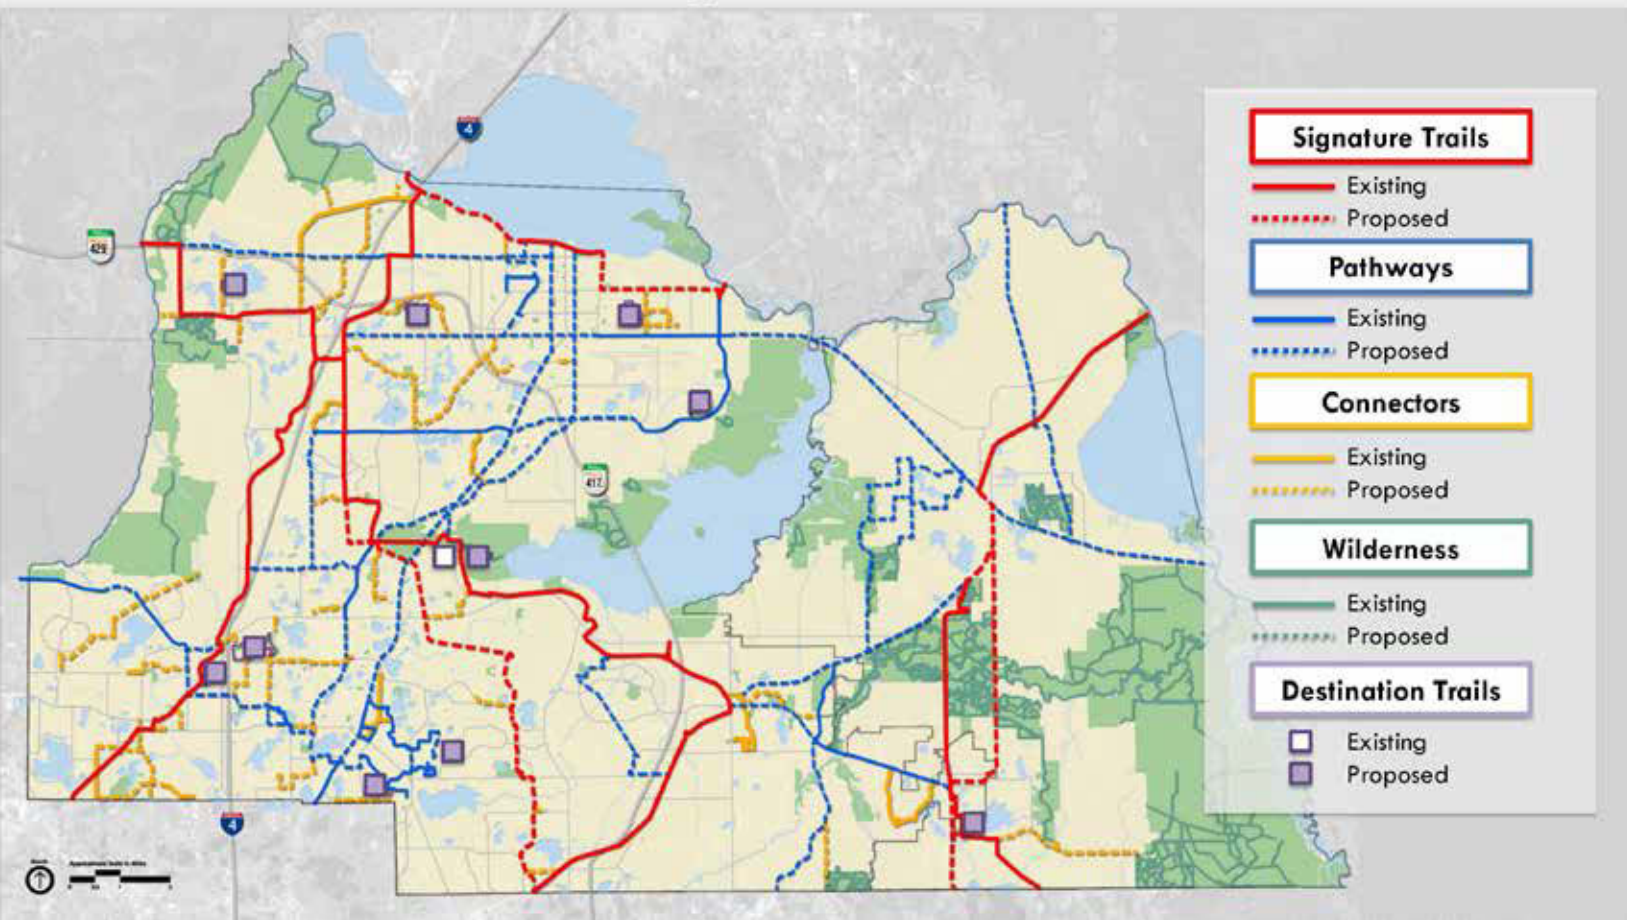 4
429
417
4
Signature Trails
Existing
Proposed
Pathways
Existing
Proposed
Connectors
Existing
Proposed
Wilderness
Existing
Proposed
Destination Trails
Existing
Proposed